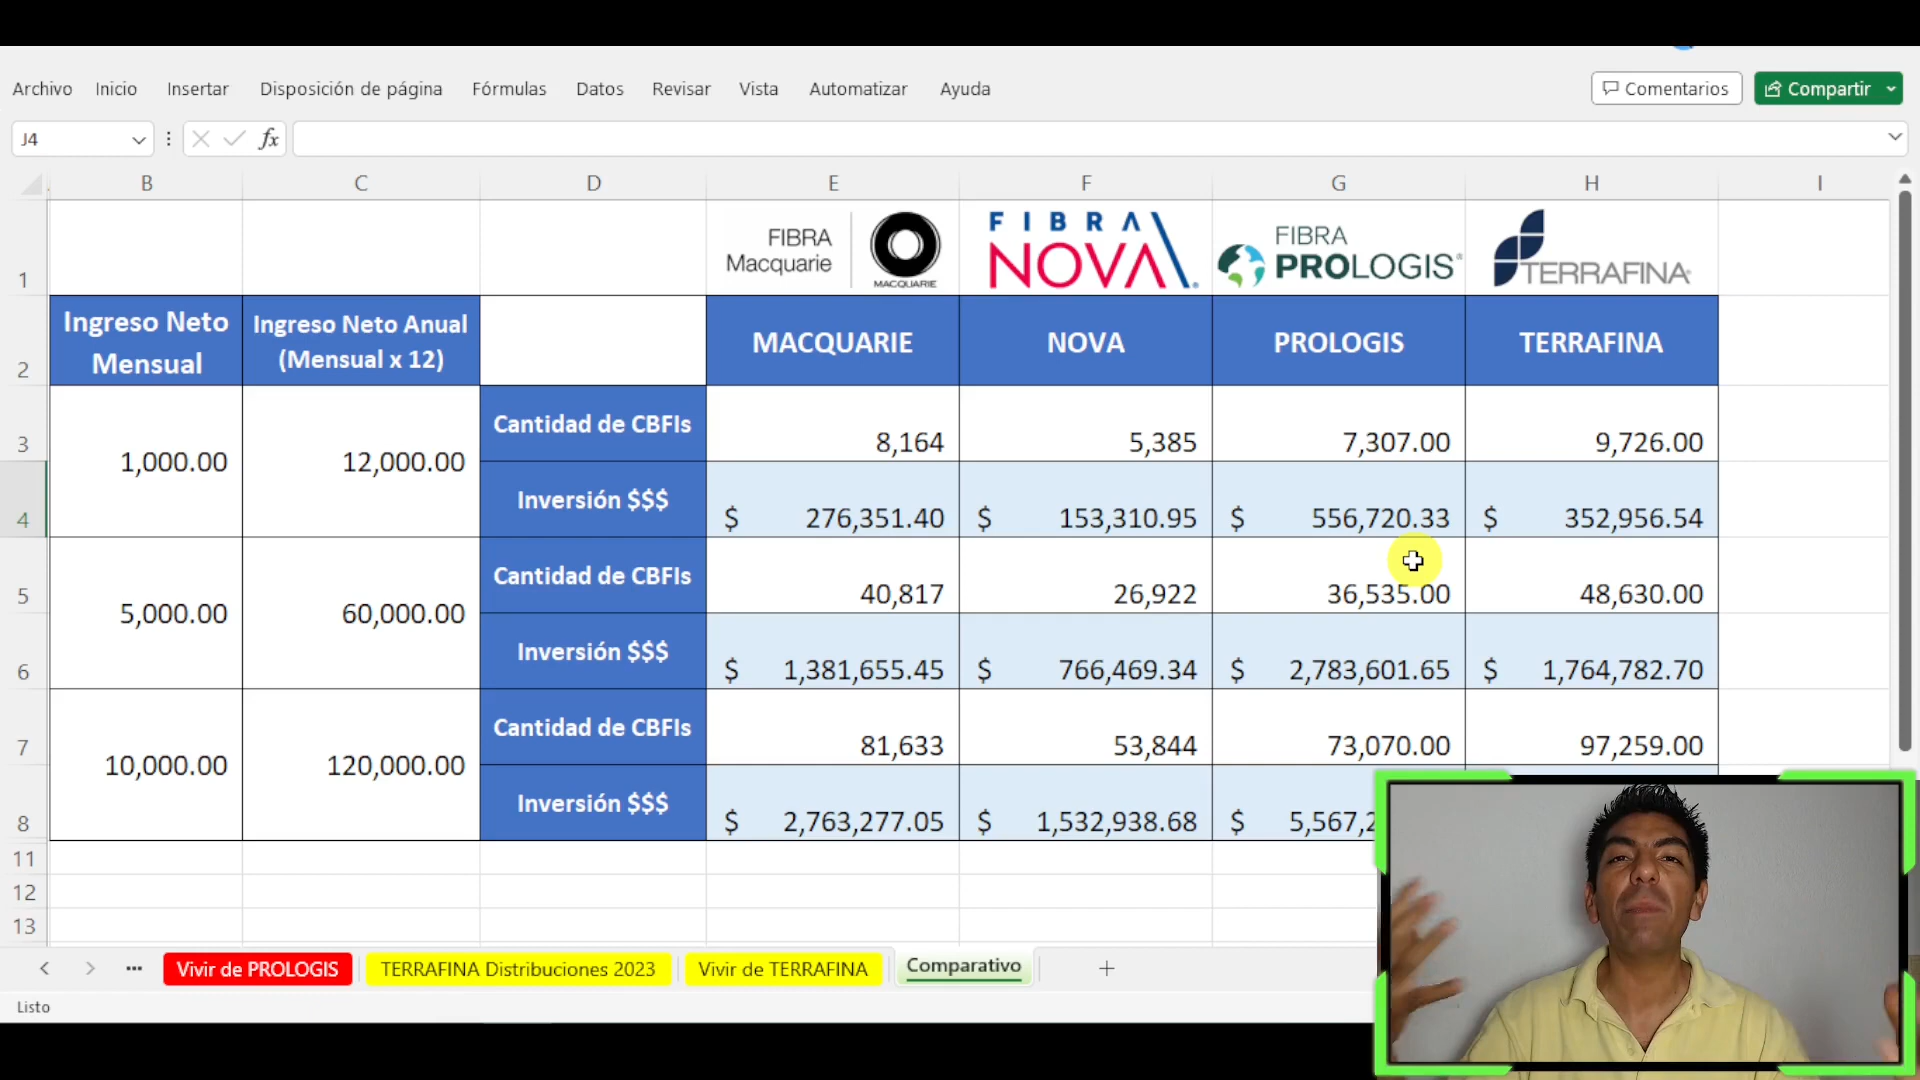 Archivo Inicio Insertar Disposición de página Fórmulas Datos Revisar Vista Automatizar Ayuda Comentarios Compartir
J4 fx
B C D E F G H I
1 FIBRA Macquarie MACQUARIE FIBRA NOVA FIBRA PROLOGIS TERRAFINA
2 Ingreso Neto Mensual Ingreso Neto Anual (Mensual x 12) MACQUARIE NOVA PROLOGIS TERRAFINA
3 Cantidad de CBFIs 8,164 5,385 7,307.00 9,726.00
1,000.00 12,000.00
4 Inversión $$$ $ 276,351.40 $ 153,310.95 $ 556,720.33 $ 352,956.54
5 Cantidad de CBFIs 40,817 26,922 36,535.00 48,630.00
5,000.00 60,000.00
6 Inversión $$$ $ 1,381,655.45 $ 766,469.34 $ 2,783,601.65 $ 1,764,782.70
7 Cantidad de CBFIs 81,633 53,844 73,070.00 97,259.00
10,000.00 120,000.00
8 Inversión $$$ $ 2,763,277.05 $ 1,532,938.68 $ 5,567,2
11
12
13
Vivir de PROLOGIS TERRAFINA Distribuciones 2023 Vivir de TERRAFINA Comparativo
Listo